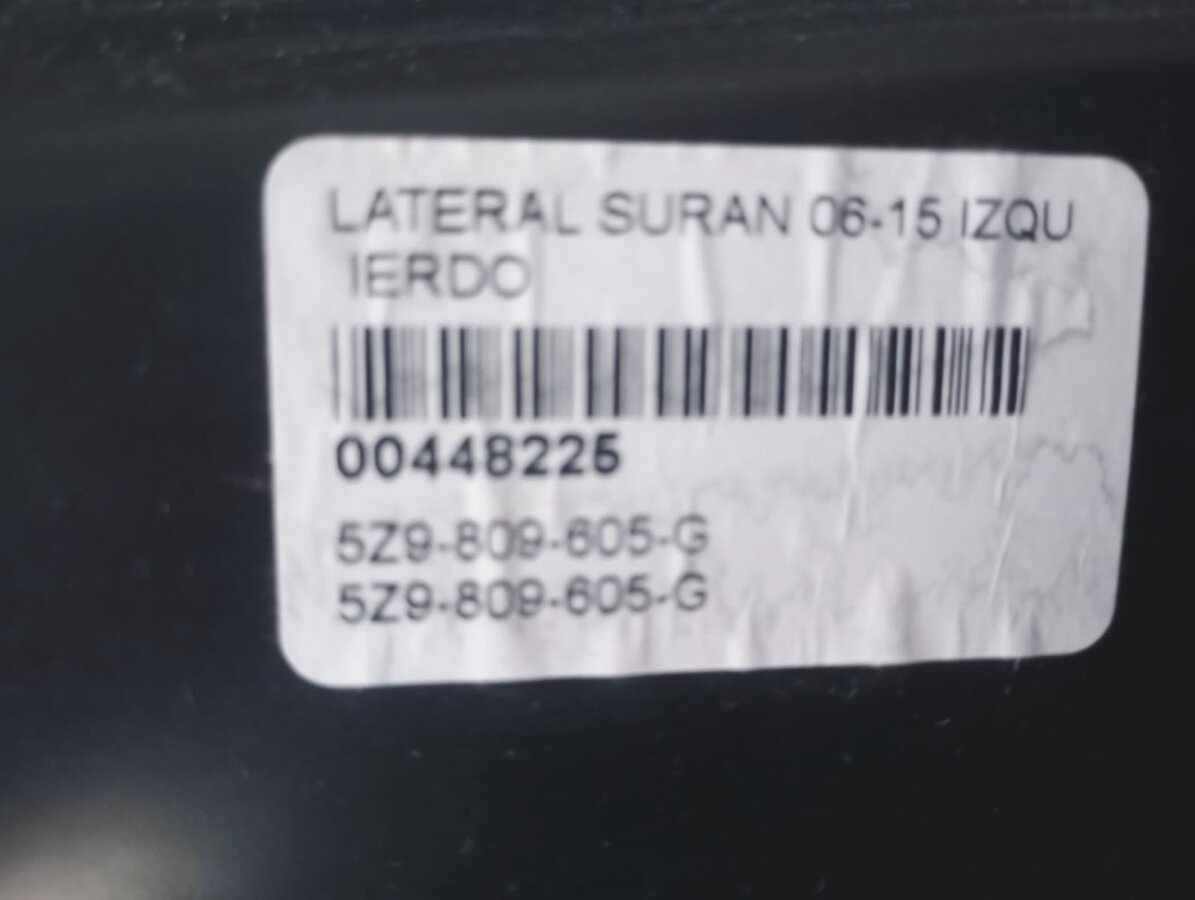 LATERAL SURAN 06-15 IZQU
IERDO
00448225
5Z9-809-605-G
5Z9-809-605-G